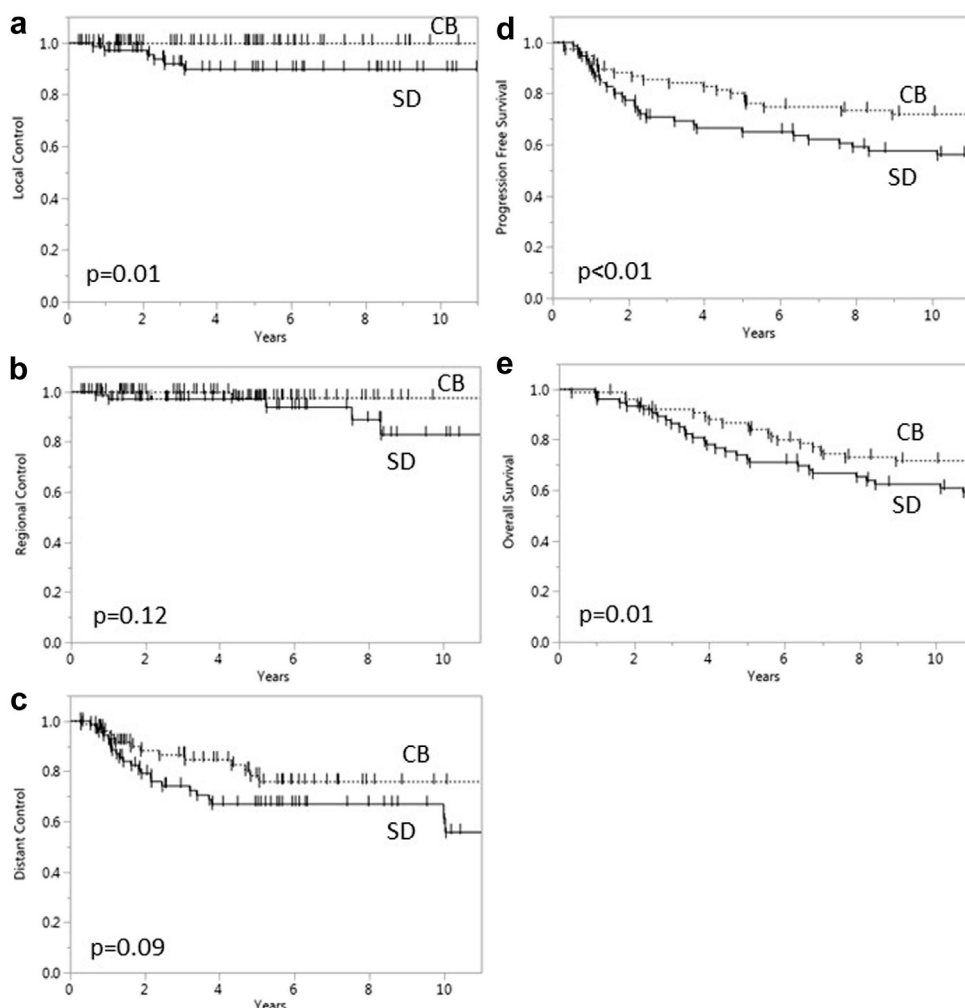 a
1.0
0.8
0.6
0.4
0.2
0.0
Local Control
CB
SD
p=0.01
0 2 4 6 8 10
Years
b
1.0
0.8
0.6
0.4
0.2
0.0
Regional Control
CB
SD
p=0.12
0 2 4 6 8 10
Years
c
1.0
0.8
0.6
0.4
0.2
0.0
Distant Control
CB
SD
p=0.09
0 2 4 6 8 10
Years
d
1.0
0.8
0.6
0.4
0.2
0.0
Progression Free Survival
CB
SD
p<0.01
0 2 4 6 8 10
Years
e
1.0
0.8
0.6
0.4
0.2
0.0
Overall Survival
CB
SD
p=0.01
0 2 4 6 8 10
Years